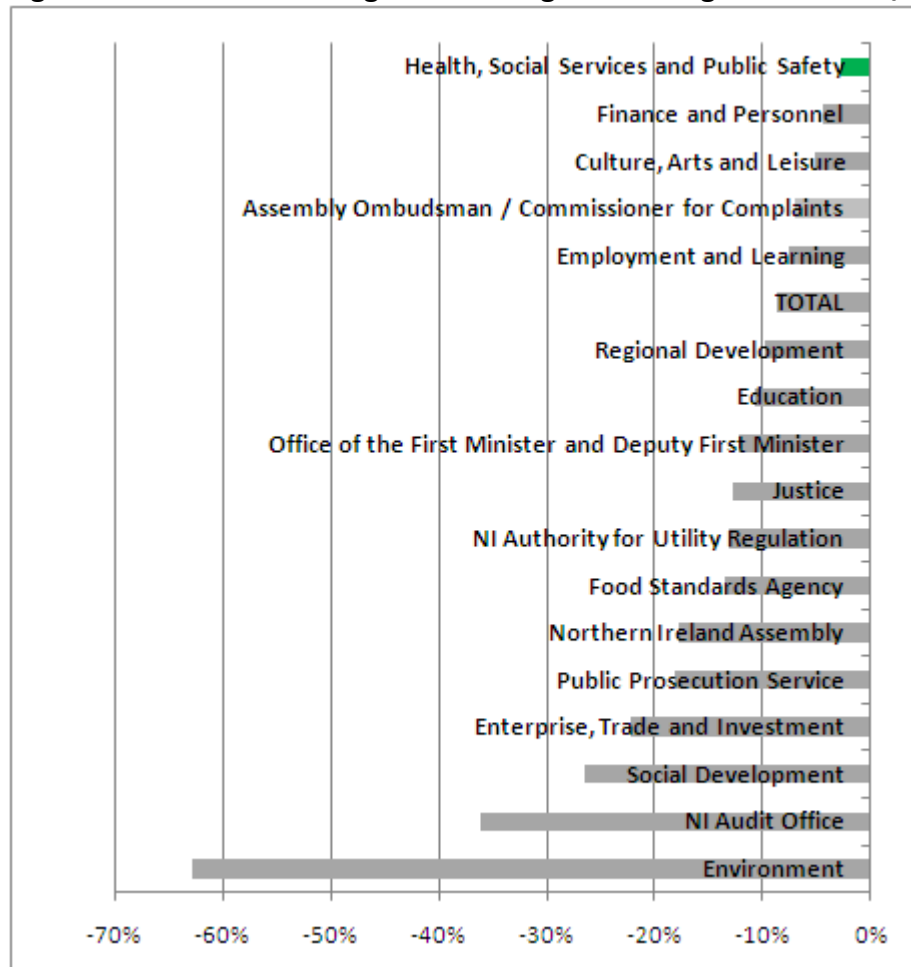 Health, Social Services and Public Safety
Finance and Personnel
Culture, Arts and Leisure
Assembly Ombudsman / Commissioner for Complaints
Employment and Learning
TOTAL
Regional Development
Education
Office of the First Minister and Deputy First Minister
Justice
NI Authority for Utility Regulation
Food Standards Agency
Northern Ireland Assembly
Public Prosecution Service
Enterprise, Trade and Investment
Social Development
NI Audit Office
Environment
-70% -60% -50% -40% -30% -20% -10% 0%